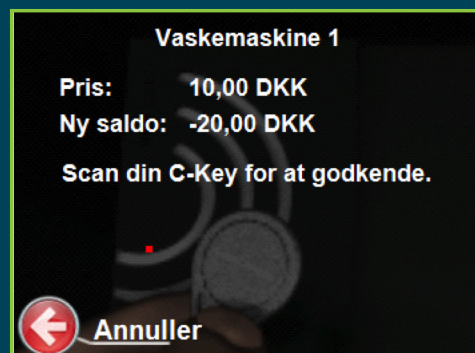 Vaskemaskine 1
Pris: 10,00 DKK
Ny saldo: -20,00 DKK
Scan din C-Key for at godkende.
Annuller